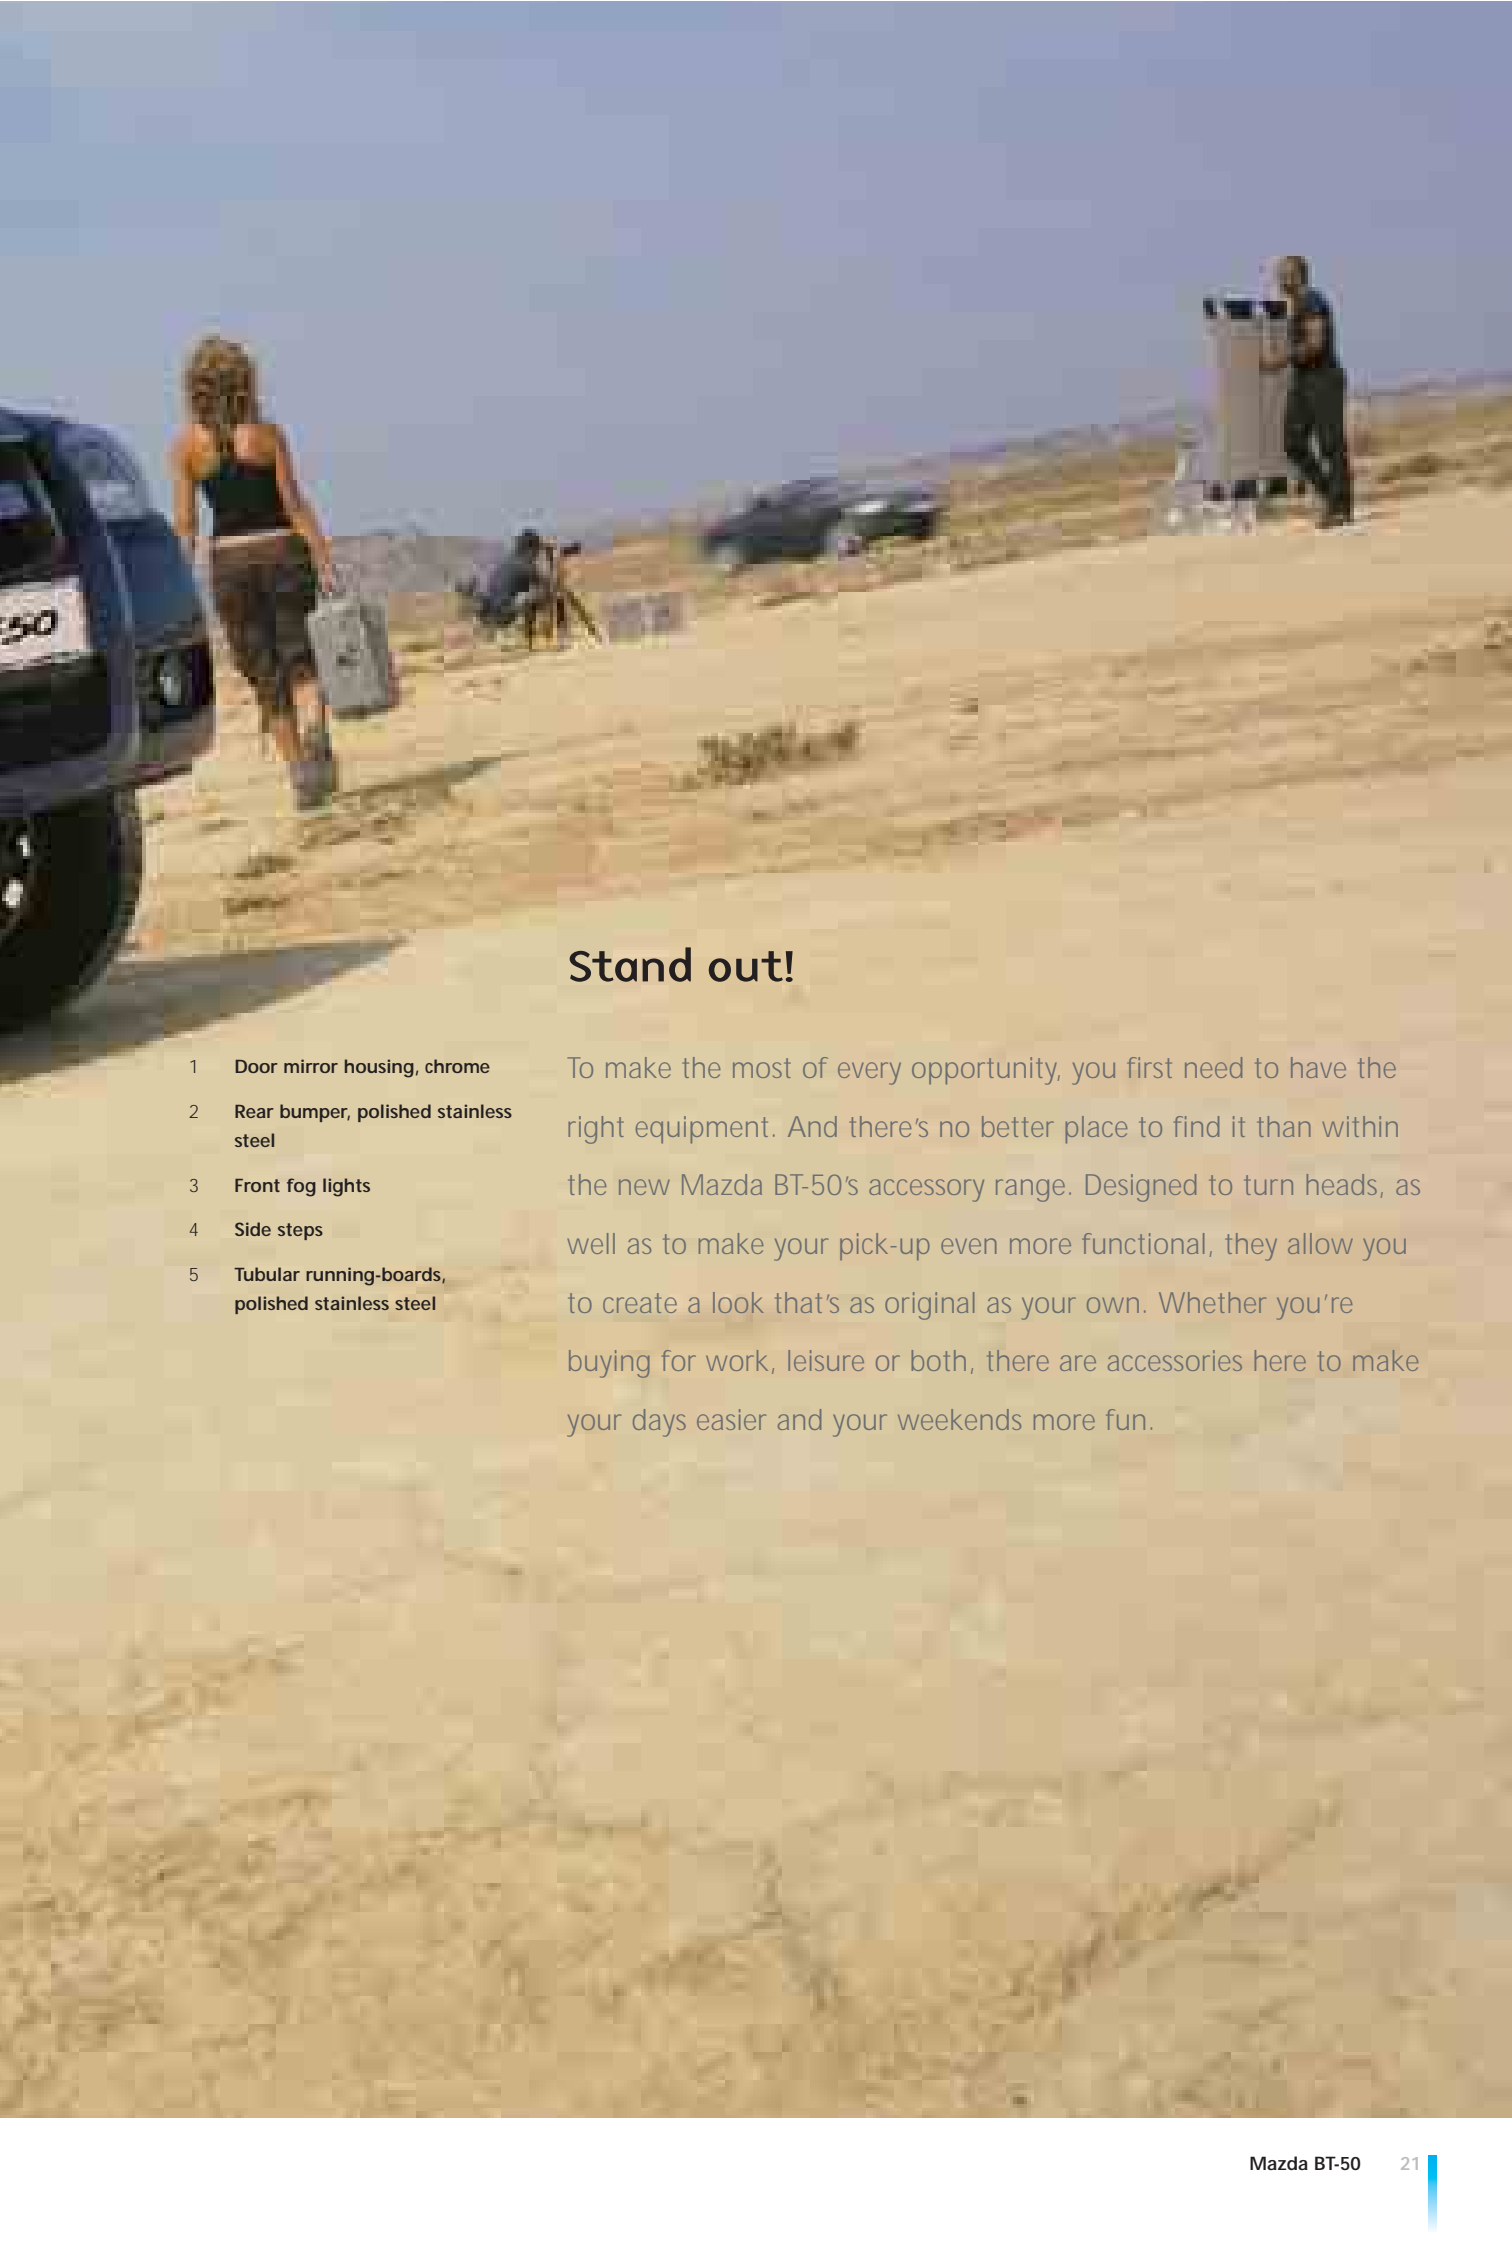 Stand out!
1 Door mirror housing, chrome
2 Rear bumper, polished stainless
steel
3 Front fog lights
4 Side steps
5 Tubular running-boards,
polished stainless steel
To make the most of every opportunity, you first need to have the
right equipment. And there’s no better place to find it than within
the new Mazda BT-50’s accessory range. Designed to turn heads, as
well as to make your pick-up even more functional, they allow you
to create a look that’s as original as your own. Whether you’re
buying for work, leisure or both, there are accessories here to make
your days easier and your weekends more fun.
Mazda BT-50 21